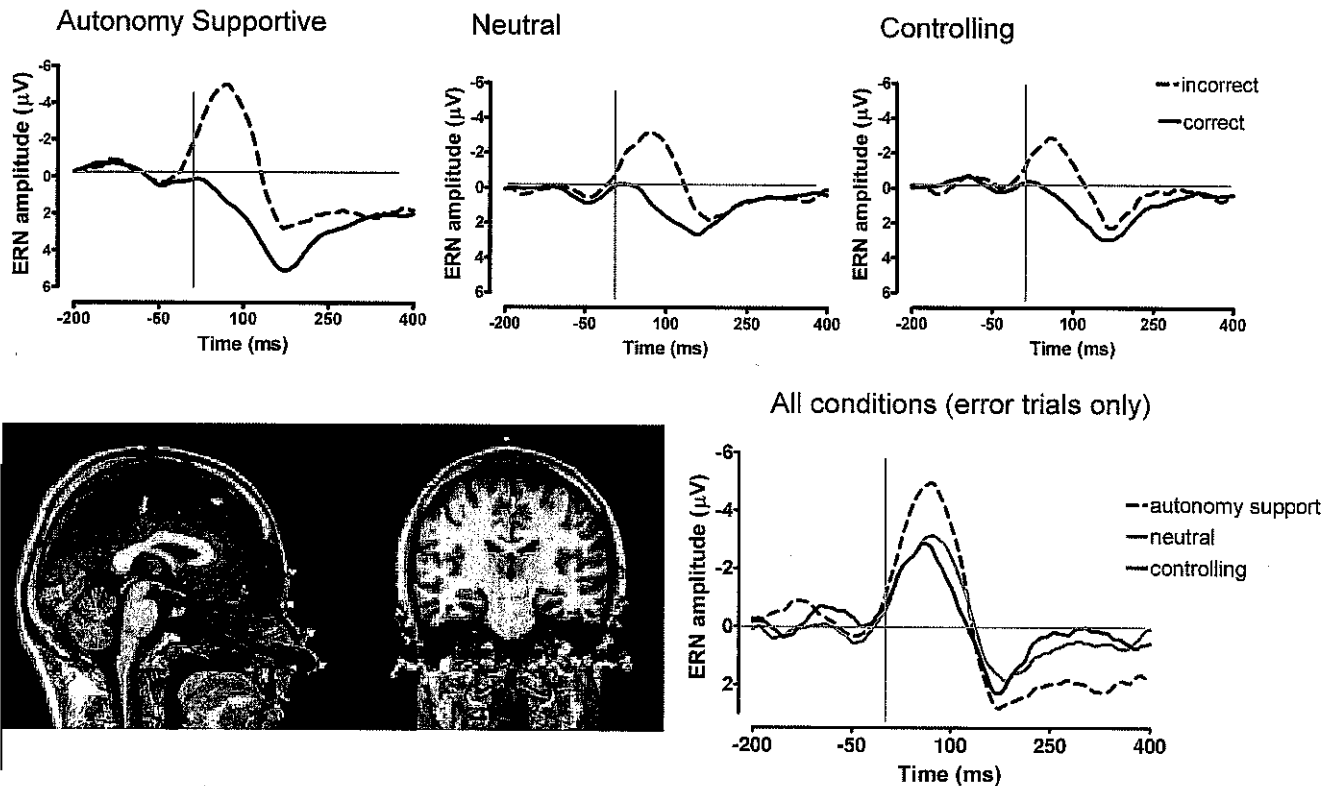 Autonomy Supportive
ERN amplitude (µV)
-6
-4
-2
0
2
4
6
-200
-50
100
250
400
Time (ms)
Neutral
ERN amplitude (µV)
-6
-4
-2
0
2
4
6
-200
-50
100
250
400
Time (ms)
Controlling
ERN amplitude (µV)
-6
-4
-2
0
2
4
6
-200
-50
100
250
400
Time (ms)
incorrect
correct
All conditions (error trials only)
ERN amplitude (µV)
-6
-4
-2
0
2
-200
-50
100
250
400
Time (ms)
autonomy support
neutral
controlling